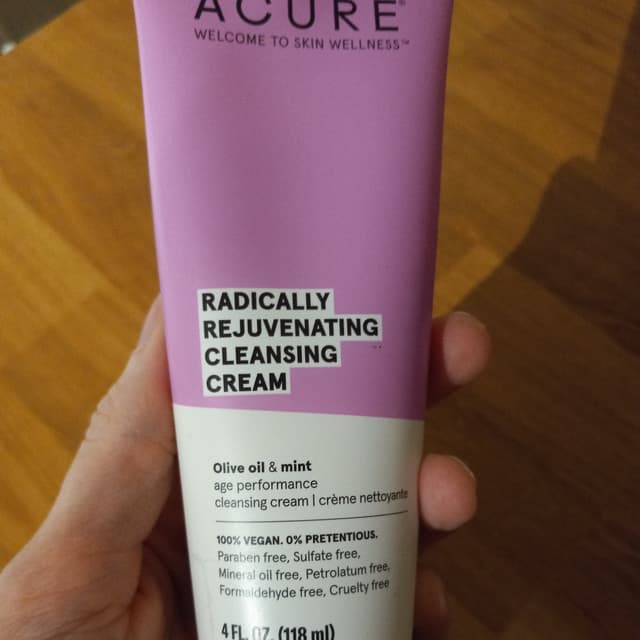 ACURE®
WELCOME TO SKIN WELLNESS™
RADICALLY
REJUVENATING
CLEANSING
CREAM
Olive oil & mint
age performance
cleansing cream | crème nettoyante
100% VEGAN. 0% PRETENTIOUS.
Paraben free, Sulfate free,
Mineral oil free, Petrolatum free,
Formaldehyde free, Cruelty free
4 FL. OZ. (118 ml)